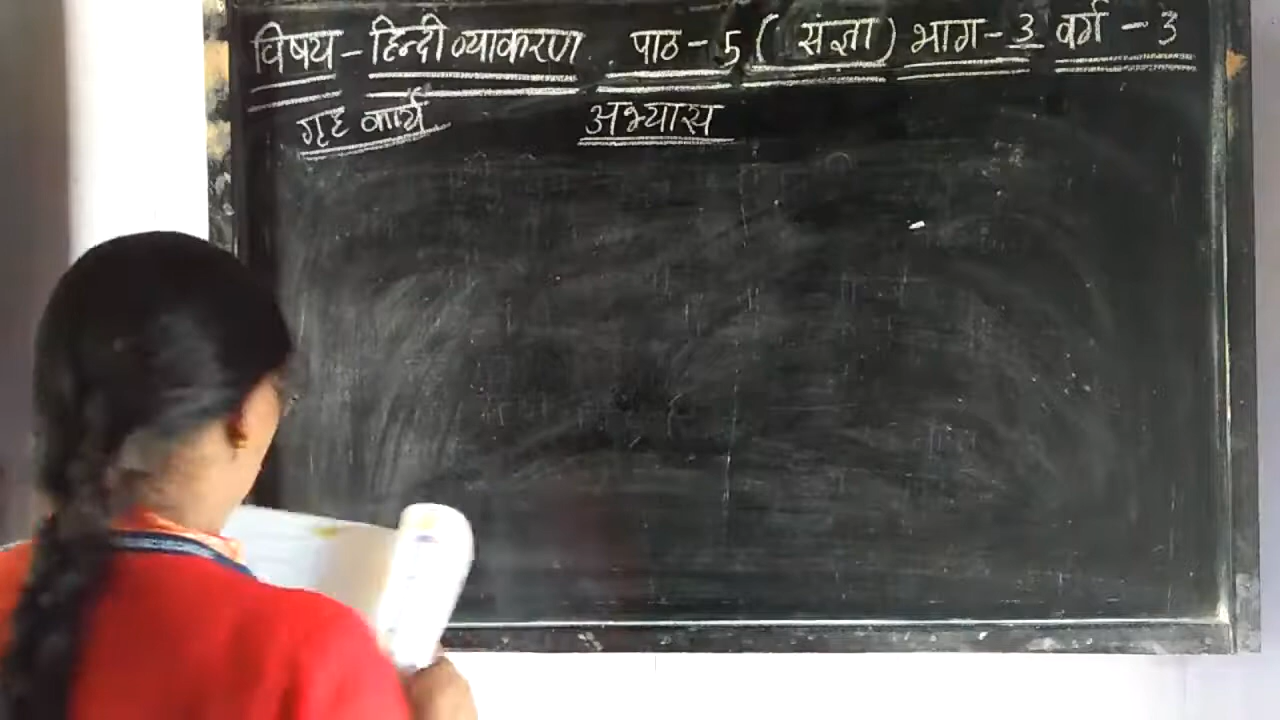 विषय - हिन्दी व्याकरण . . पाठ - 5 ( संज्ञा ) भाग - 3 वर्ग - 3
गृह कार्य अभ्यास